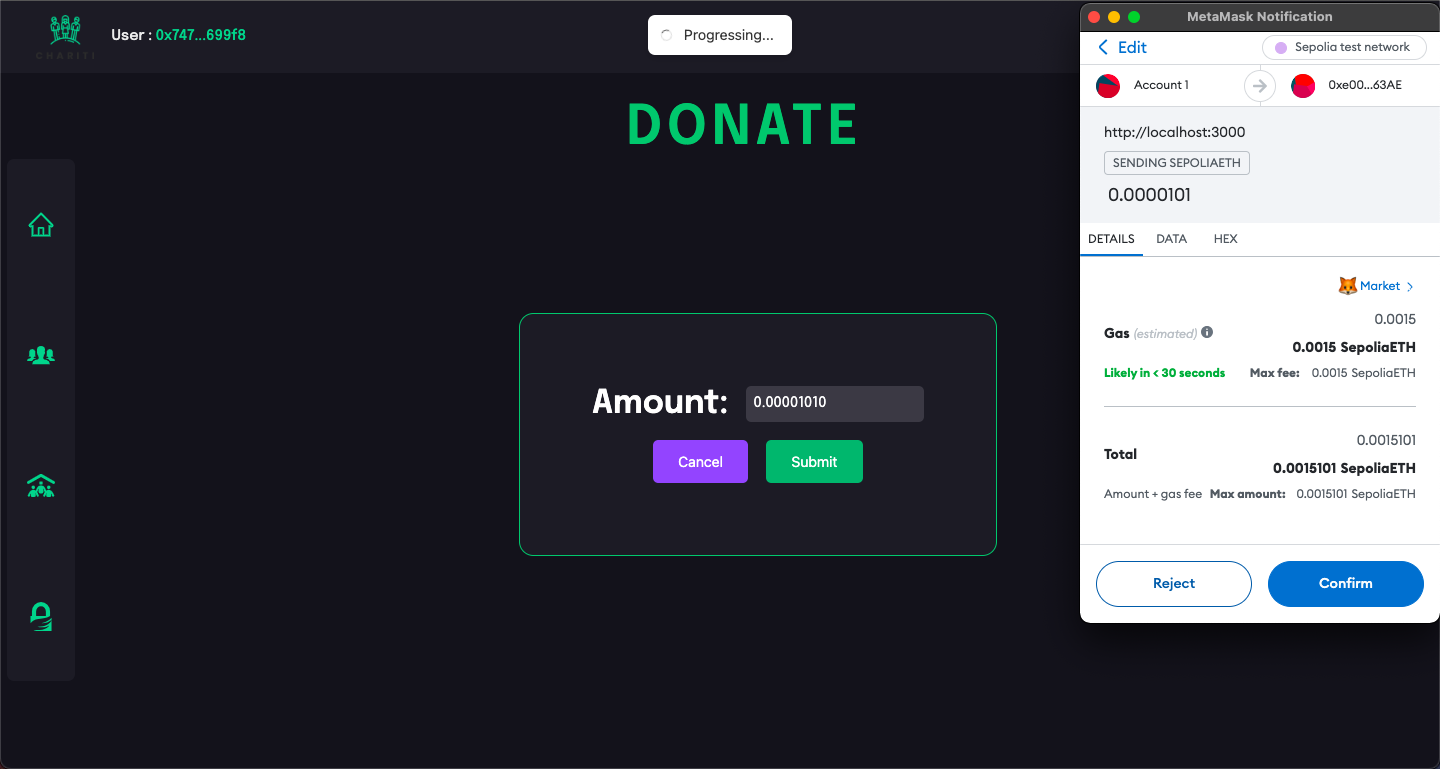 CHARITI
User : 0x747...699f8
Progressing...
DONATE
Amount:
0.00001010
Cancel
Submit
MetaMask Notification
Edit
Sepolia test network
Account 1
0xe00...63AE
http://localhost:3000
SENDING SEPOLIAETH
0.0000101
DETAILS DATA HEX
Market
0.0015
Gas (estimated)
0.0015 SepoliaETH
Likely in < 30 seconds Max fee: 0.0015 SepoliaETH
0.0015101
Total
0.0015101 SepoliaETH
Amount + gas fee Max amount: 0.0015101 SepoliaETH
Reject
Confirm